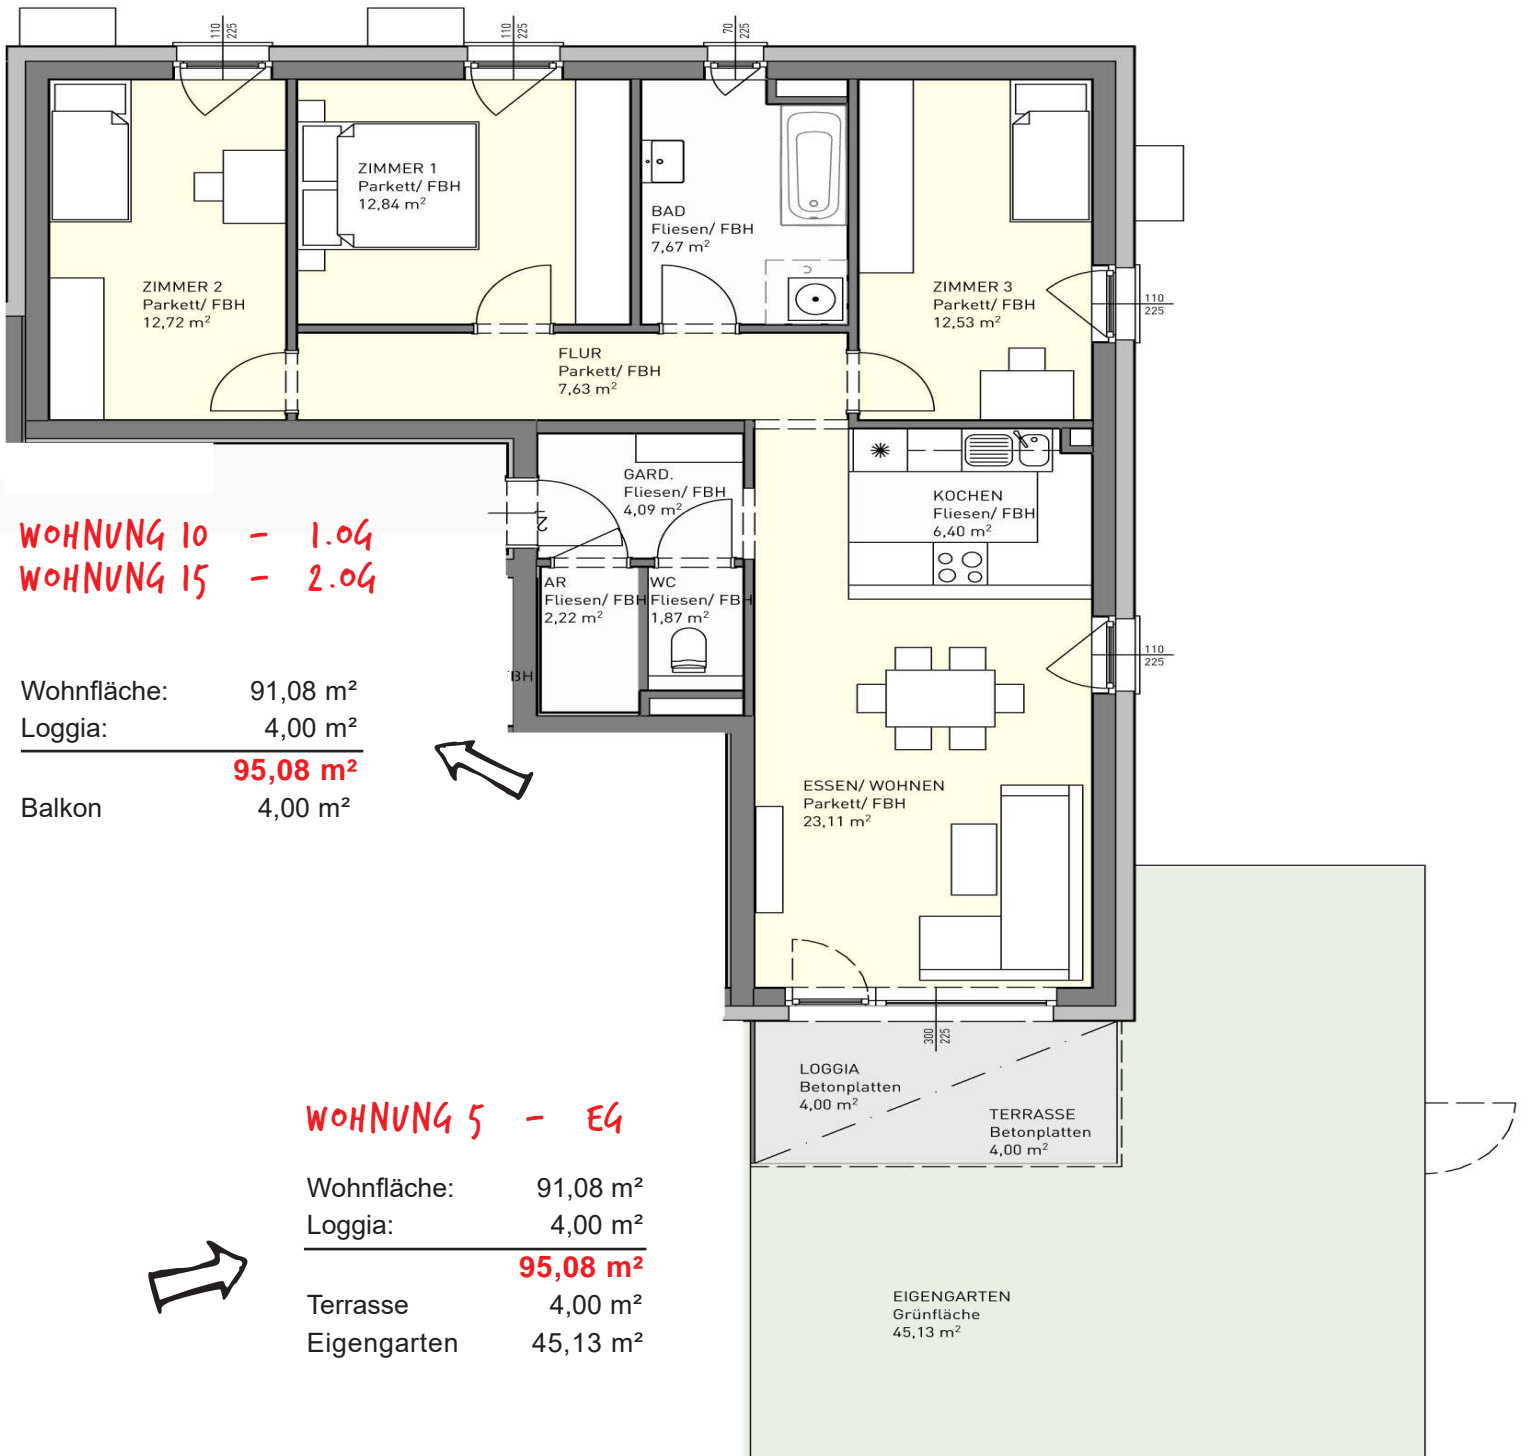 110
225
110
225
70
225
ZIMMER 1
Parkett/ FBH
12,84 m²
BAD
Fliesen/ FBH
7,67 m²
ZIMMER 2
Parkett/ FBH
12,72 m²
ZIMMER 3
Parkett/ FBH
12,53 m²
110
225
FLUR
Parkett/ FBH
7,63 m²
GARD.
Fliesen/ FBH
4,09 m²
KOCHEN
Fliesen/ FBH
6,40 m²
WOHNUNG 10 - 1.OG
WOHNUNG 15 - 2.OG
AR
Fliesen/ FBH
2,22 m²
WC
Fliesen/ FBH
1,87 m²
110
225
Wohnfläche: 91,08 m²
Loggia: 4,00 m²
95,08 m²
Balkon 4,00 m²
ESSEN/ WOHNEN
Parkett/ FBH
23,11 m²
300
225
LOGGIA
Betonplatten
4,00 m²
TERRASSE
Betonplatten
4,00 m²
WOHNUNG 5 - EG
Wohnfläche: 91,08 m²
Loggia: 4,00 m²
95,08 m²
Terrasse 4,00 m²
Eigengarten 45,13 m²
EIGENGARTEN
Grünfläche
45,13 m²